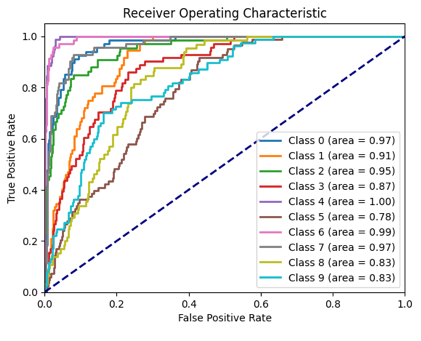 Receiver Operating Characteristic
True Positive Rate
1.0
0.8
0.6
0.4
0.2
0.0
Class 0 (area = 0.97)
Class 1 (area = 0.91)
Class 2 (area = 0.95)
Class 3 (area = 0.87)
Class 4 (area = 1.00)
Class 5 (area = 0.78)
Class 6 (area = 0.99)
Class 7 (area = 0.97)
Class 8 (area = 0.83)
Class 9 (area = 0.83)
0.0 0.2 0.4 0.6 0.8 1.0
False Positive Rate